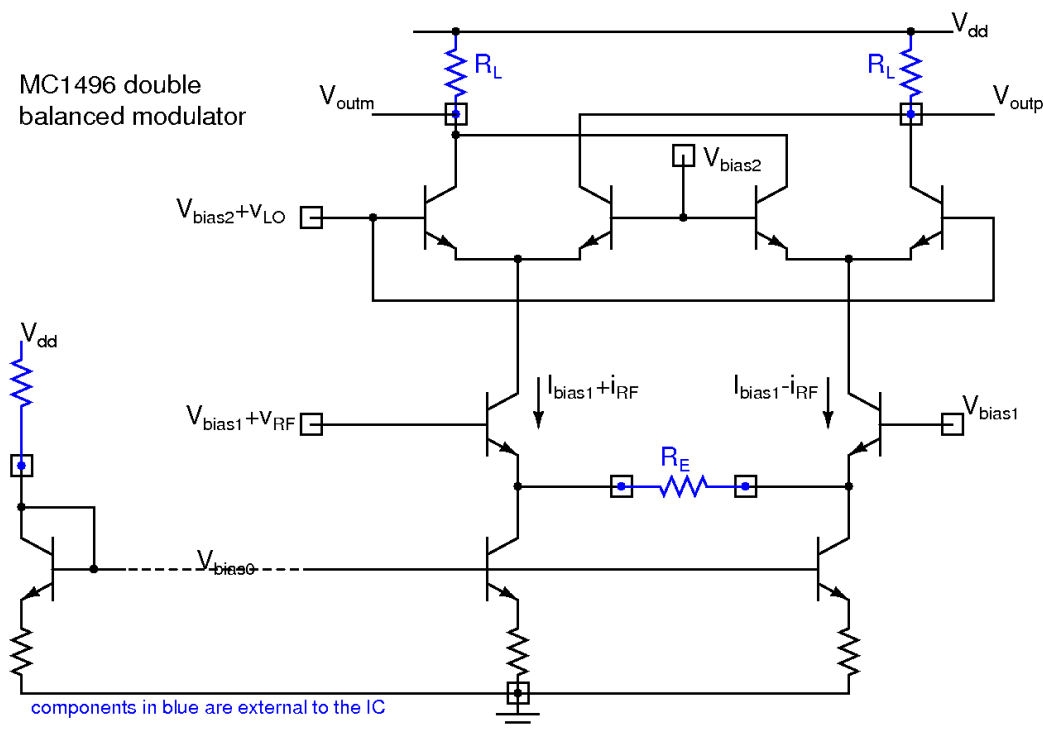 Vdd
MC1496 double
balanced modulator
RL
RL
Voutm
Voutp
Vbias2
Vbias2+vLO
Vdd
Ibias1+iRF
Ibias1-iRF
Vbias1+vRF
Vbias1
RE
Vbias0
components in blue are external to the IC